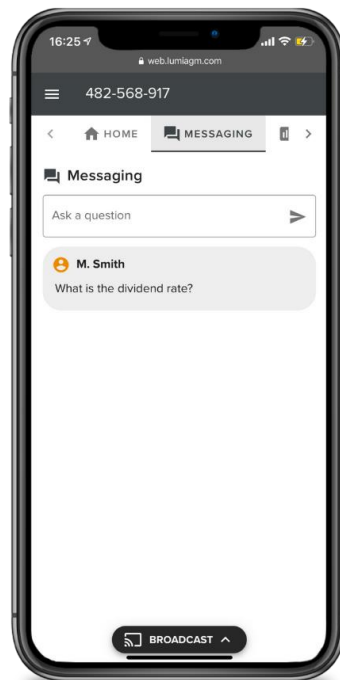 16:25
web.lumiagm.com
482-568-917
HOME
MESSAGING
Messaging
Ask a question
M. Smith
What is the dividend rate?
BROADCAST